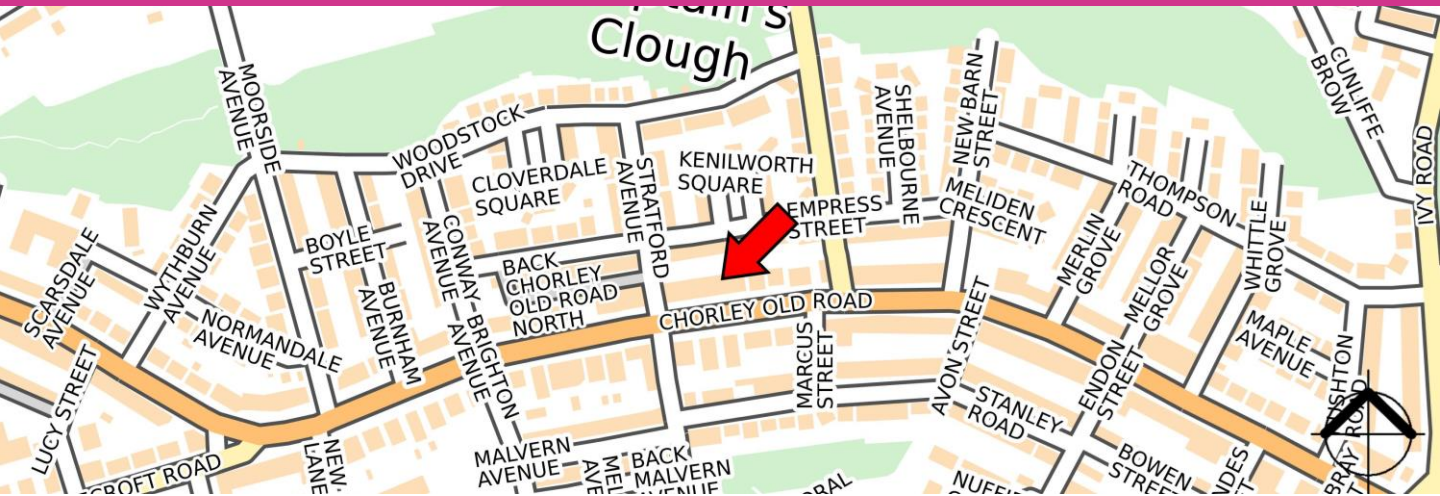 Clough
MOORSIDE
AVENUE
WOODSTOCK
DRIVE
CLOVERDALE
SQUARE
STRATFORD
AVENUE
KENILWORTH
SQUARE
EMPRESS
STREET
SHELBOURNE
AVENUE
NEW BARN
STREET
MELIDEN
CRESCENT
THOMPSON
ROAD
CUNLIFFE
BROW
IVY ROAD
WHITTLE
GROVE
MERLIN
GROVE
MELLOR
GROVE
MAPLE
AVENUE
BOYLE
STREET
WYTHBURN
AVENUE
SCARSDALE
AVENUE
NORMANDALE
AVENUE
BURNHAM
AVENUE
CONWAY
AVENUE
BRIGHTON
AVENUE
BACK
CHORLEY
OLD ROAD
NORTH
CHORLEY OLD ROAD
MARCUS
STREET
AVON STREET
ENDON
STREET
STANLEY
ROAD
BOWEN
STREET
LUCY STREET
NEW
LANE
MALVERN
AVENUE
BACK
MALVERN
AVENUE